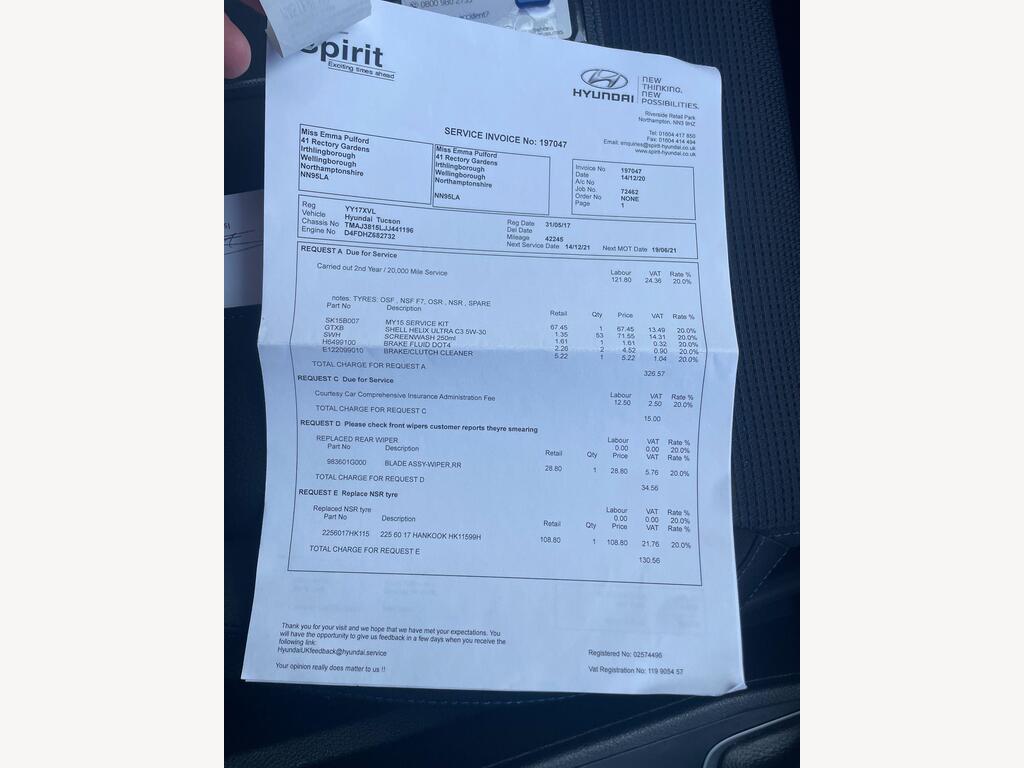 0800 980 2733
accident?
Spirit
Exciting times ahead
HYUNDAI
NEW
THINKING.
NEW
POSSIBILITIES.
Riverside Retail Park
Northampton, NN3 9HZ
Tel: 01604 417 850
Fax: 01604 414 494
Email: enquiries@spirit-hyundai.co.uk
www.spirit-hyundai.co.uk
SERVICE INVOICE No: 197047
Miss Emma Pulford
41 Rectory Gardens
Irthlingborough
Wellingborough
Northamptonshire
NN95LA
Miss Emma Pulford
41 Rectory Gardens
Irthlingborough
Wellingborough
Northamptonshire
NN95LA
Invoice No 197047
Date 14/12/20
A/c No
Job No. 72462
Order No NONE
Page 1
Reg YY17XVL
Vehicle Hyundai Tucson
Chassis No TMAJ3815LJJ441196
Engine No D4FDHZ682732
Reg Date 31/05/17
Del Date
Mileage 42245
Next Service Date 14/12/21 Next MOT Date 19/06/21
REQUEST A Due for Service
Labour VAT Rate %
Carried out 2nd Year / 20,000 Mile Service 121.80 24.36 20.0%
notes: TYRES: OSF , NSF F7, OSR , NSR , SPARE
Part No Description Retail Qty Price VAT Rate %
SK15B007 MY15 SERVICE KIT 67.45 1 67.45 13.49 20.0%
GTXB SHELL HELIX ULTRA C3 5W-30 1.35 53 71.55 14.31 20.0%
SWH SCREENWASH 250ml 1.61 1 1.61 0.32 20.0%
H6499100 BRAKE FLUID DOT4 2.26 2 4.52 0.90 20.0%
E122099010 BRAKE/CLUTCH CLEANER 5.22 1 5.22 1.04 20.0%
TOTAL CHARGE FOR REQUEST A 326.57
REQUEST C Due for Service
Labour VAT Rate %
Courtesy Car Comprehensive Insurance Administration Fee 12.50 2.50 20.0%
TOTAL CHARGE FOR REQUEST C 15.00
REQUEST D Please check front wipers customer reports theyre smearing
Labour VAT Rate %
REPLACED REAR WIPER 0.00 0.00 20.0%
Part No Description Retail Qty Price VAT Rate %
983601G000 BLADE ASSY-WIPER,RR 28.80 1 28.80 5.76 20.0%
TOTAL CHARGE FOR REQUEST D 34.56
REQUEST E Replace NSR tyre
Labour VAT Rate %
Replaced NSR tyre 0.00 0.00 20.0%
Part No Description Retail Qty Price VAT Rate %
2256017HK115 225 60 17 HANKOOK HK11599H 108.80 1 108.80 21.76 20.0%
TOTAL CHARGE FOR REQUEST E 130.56
Thank you for your visit and we hope that we have met your expectations. You
will have the opportunity to give us feedback in a few days when you receive the
following link:
HyundaiUKfeedback@hyundai.service
Your opinion really does matter to us !!
Registered No: 02574496
Vat Registration No: 119 9054 57